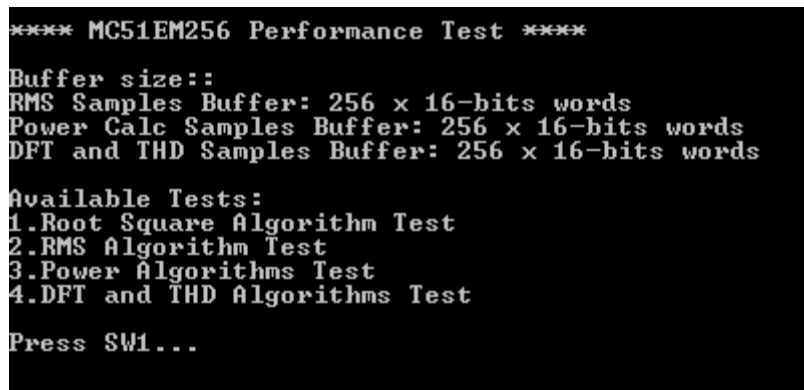 **** MC51EM256 Performance Test ****
Buffer size::
RMS Samples Buffer: 256 x 16-bits words
Power Calc Samples Buffer: 256 x 16-bits words
DFT and THD Samples Buffer: 256 x 16-bits words
Available Tests:
1.Root Square Algorithm Test
2.RMS Algorithm Test
3.Power Algorithms Test
4.DFT and THD Algorithms Test
Press SW1...